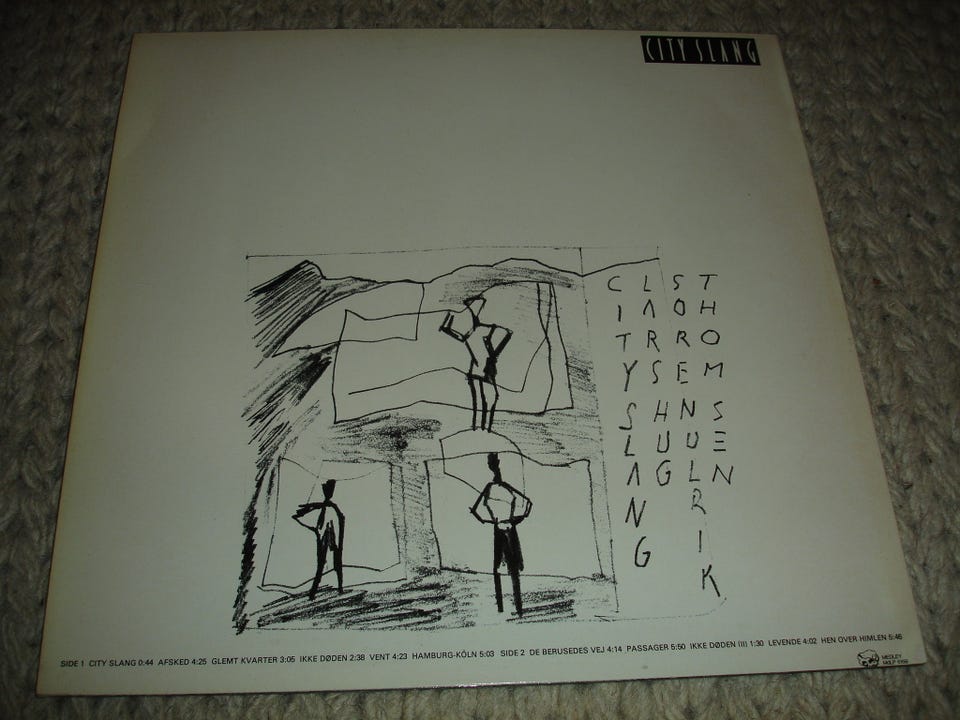 CITY SLANG
CITY SLANG
LARS HUG
SOREN ULRIK
THOMSEN
SIDE 1 CITY SLANG 0:44 AFSKED 4:25 GLEMT KVARTER 3:05 IKKE DØDEN 2:38 VENT 4:23 HAMBURG-KÖLN 5:03 SIDE 2 DE BERUSEDES VEJ 4:14 PASSAGER 5:50 IKKE DØDEN (II) 1:30 LEVENDE 4:02 HEN OVER HIMLEN 5:46
MEDLEY